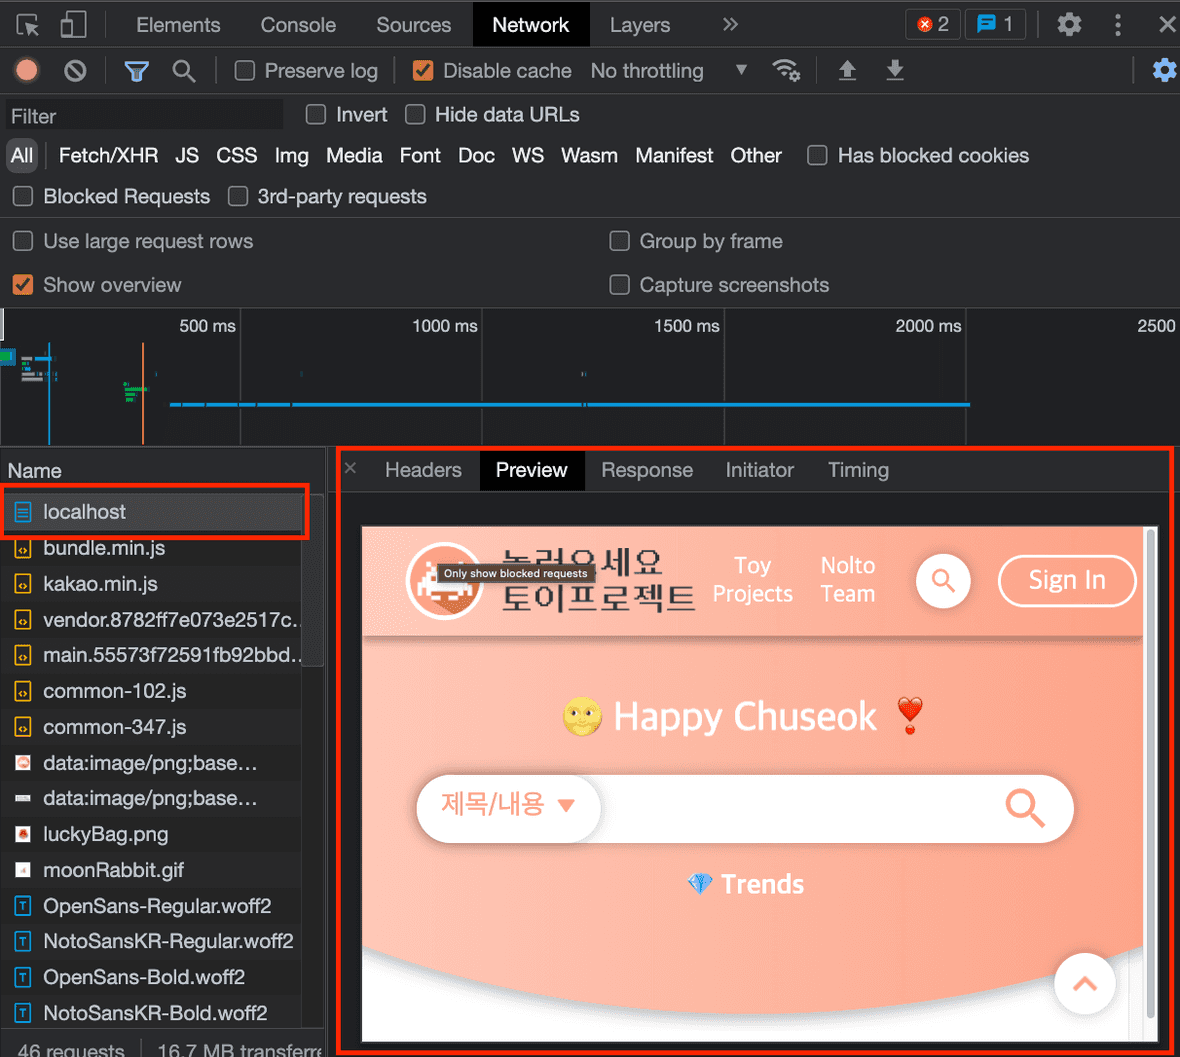 Elements Console Sources Network Layers 2 1
Preserve log Disable cache No throttling
Filter Invert Hide data URLs
All Fetch/XHR JS CSS Img Media Font Doc WS Wasm Manifest Other Has blocked cookies
Blocked Requests 3rd-party requests
Use large request rows Group by frame
Show overview Capture screenshots
500 ms 1000 ms 1500 ms 2000 ms 2500
Name
localhost
bundle.min.js
kakao.min.js
vendor.8782ff7e073e2517c...
main.55573f72591fb92bbd...
common-102.js
common-347.js
data:image/png;base...
data:image/png;base...
luckyBag.png
moonRabbit.gif
OpenSans-Regular.woff2
NotoSansKR-Regular.woff2
OpenSans-Bold.woff2
NotoSansKR-Bold.woff2
46 requests 16.7 MB transferre
Headers Preview Response Initiator Timing
놀러오세요
토이프로젝트
Only show blocked requests
Toy
Projects
Nolto
Team
Sign In
🌝 Happy Chuseok ❣️
제목/내용 ▼
💎 Trends